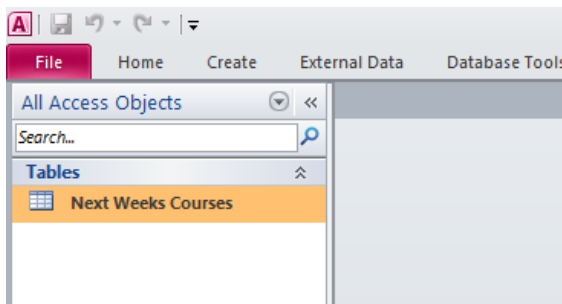 A
File Home Create External Data Database Tools
All Access Objects
Search...
Tables
Next Weeks Courses